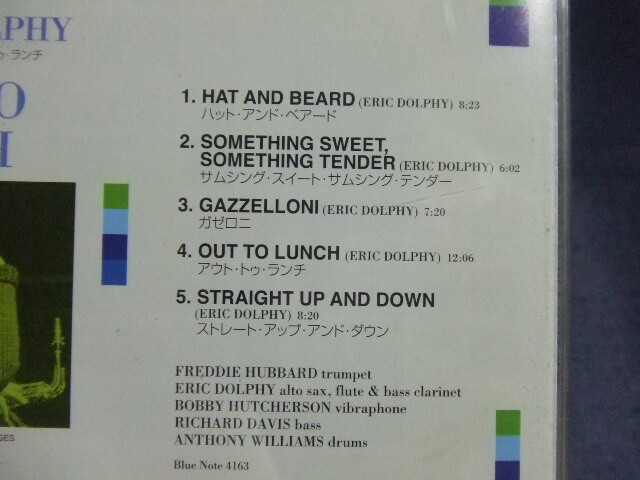 LPHY
ゥ・ランチ
O
H
1. HAT AND BEARD (ERIC DOLPHY) 8:23
ハット・アンド・ベアード
2. SOMETHING SWEET,
SOMETHING TENDER (ERIC DOLPHY) 6:02
サムシング・スイート・サムシング・テンダー
3. GAZZELLONI (ERIC DOLPHY) 7:20
ガゼロニ
4. OUT TO LUNCH (ERIC DOLPHY) 12:06
アウト・トゥ・ランチ
5. STRAIGHT UP AND DOWN
(ERIC DOLPHY) 8:20
ストレート・アップ・アンド・ダウン
FREDDIE HUBBARD trumpet
ERIC DOLPHY alto sax, flute & bass clarinet
BOBBY HUTCHERSON vibraphone
RICHARD DAVIS bass
ANTHONY WILLIAMS drums
GES
Blue Note 4163